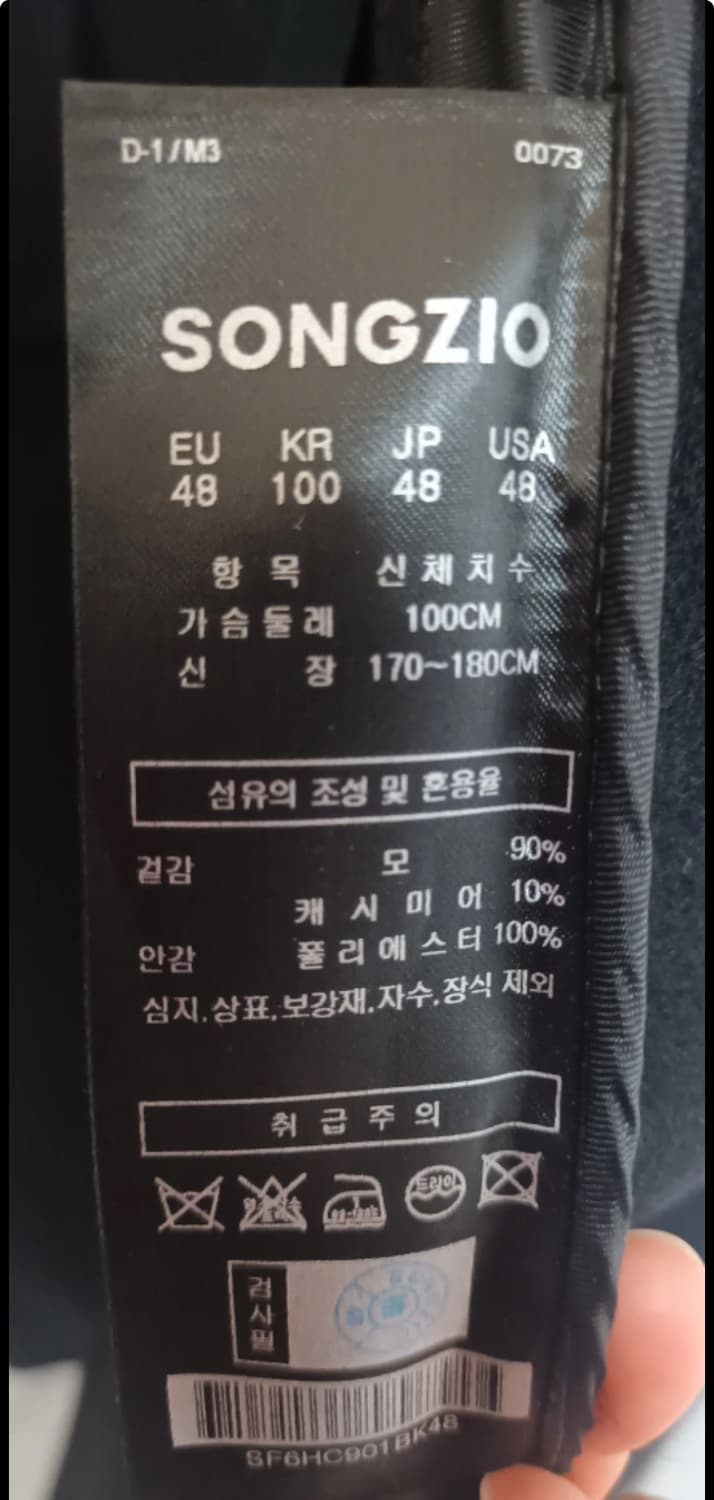 D-1/M3 0073
SONGZIO
EU KR JP USA
48 100 48 48
항목 신체치수
가슴둘레 100CM
신장 170~180CM
섬유의 조성 및 혼용율
겉감 모 90%
캐시미어 10%
안감 폴리에스터 100%
심지,상표,보강재,자수,장식 제외
취급주의
드라이
검사필
SF6HC901BK48